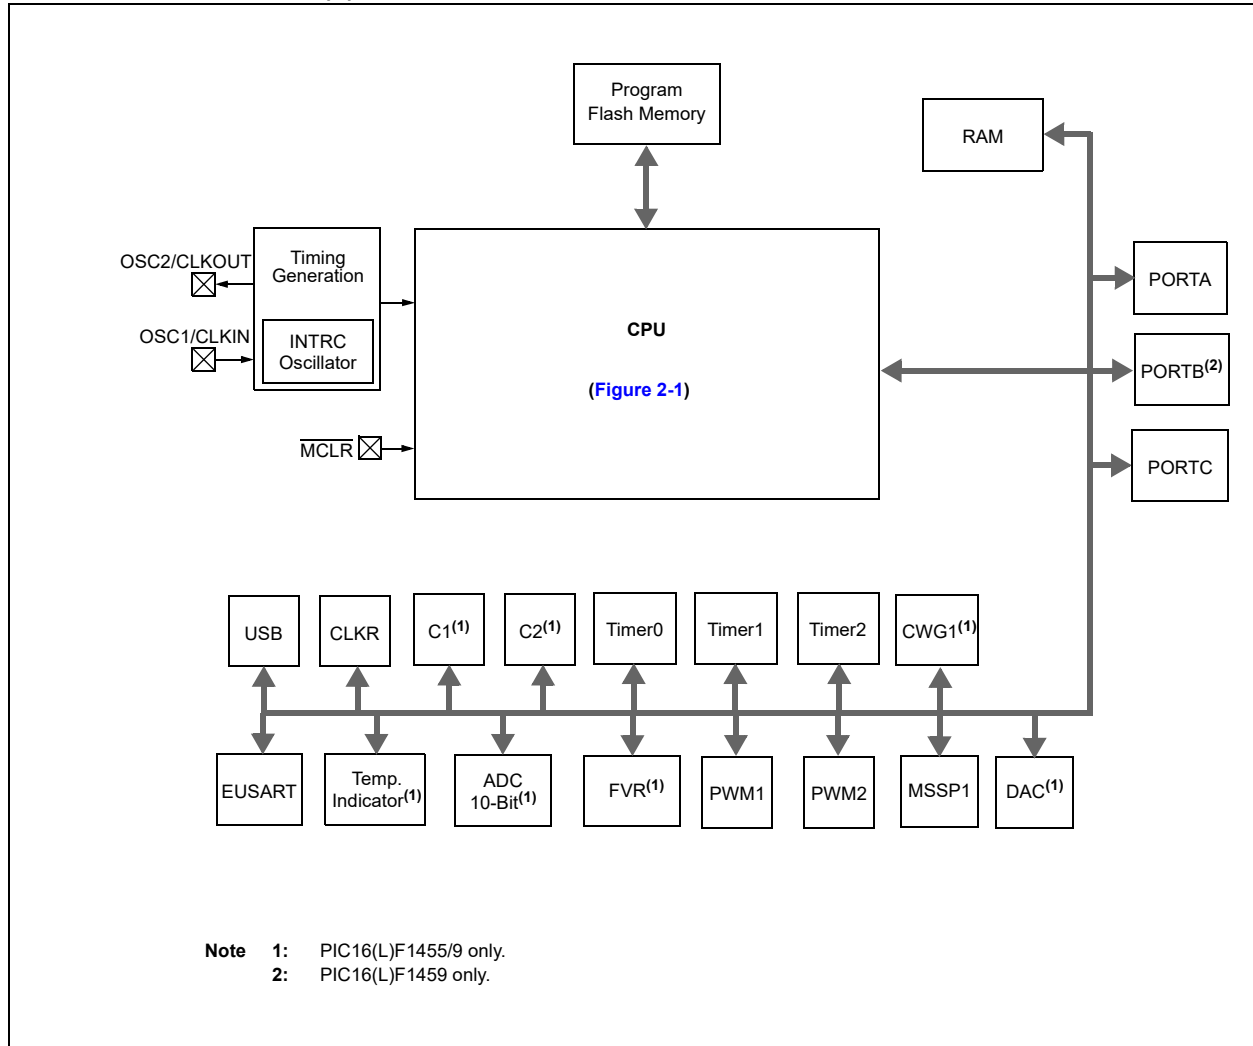 Program
Flash Memory
RAM
OSC2/CLKOUT
Timing
Generation
PORTA
OSC1/CLKIN
INTRC
Oscillator
CPU
(Figure 2-1)
PORTB(2)
MCLR
PORTC
USB
CLKR
C1(1)
C2(1)
Timer0
Timer1
Timer2
CWG1(1)
EUSART
Temp.
Indicator(1)
ADC
10-Bit(1)
FVR(1)
PWM1
PWM2
MSSP1
DAC(1)
Note 1: PIC16(L)F1455/9 only.
2: PIC16(L)F1459 only.